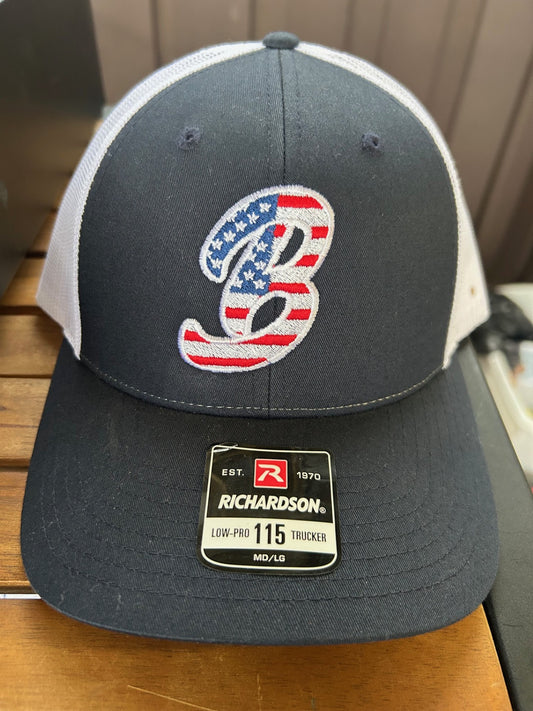 B
EST. R 1970
RICHARDSON®
LOW-PRO 115 TRUCKER
MD/LG